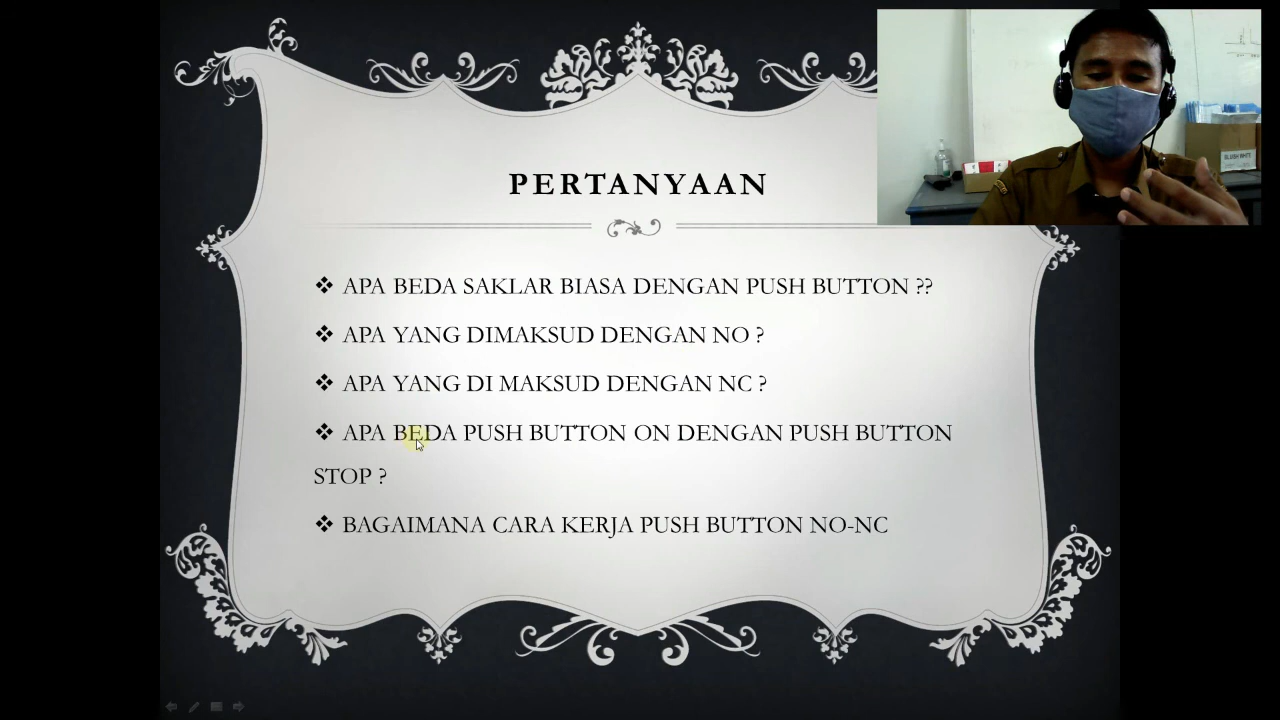 PERTANYAAN
❖ APA BEDA SAKLAR BIASA DENGAN PUSH BUTTON ??
❖ APA YANG DIMAKSUD DENGAN NO ?
❖ APA YANG DI MAKSUD DENGAN NC ?
❖ APA BEDA PUSH BUTTON ON DENGAN PUSH BUTTON
STOP ?
❖ BAGAIMANA CARA KERJA PUSH BUTTON NO-NC